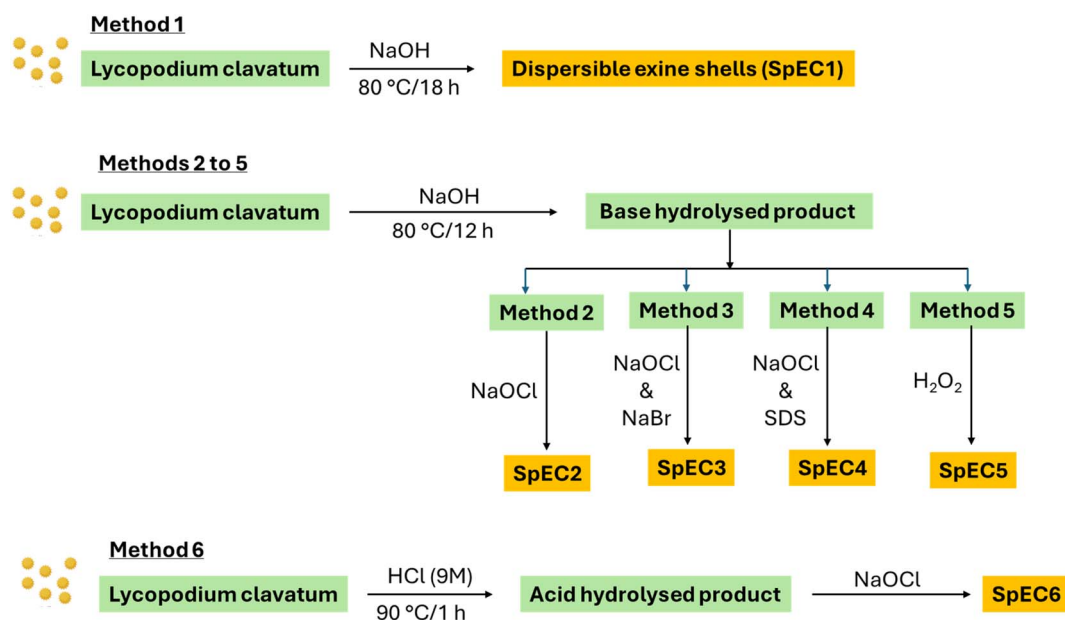 Method 1
Lycopodium clavatum
NaOH
80 °C/18 h
Dispersible exine shells (SpEC1)
Methods 2 to 5
Lycopodium clavatum
NaOH
80 °C/12 h
Base hydrolysed product
Method 2
Method 3
Method 4
Method 5
NaOCl
NaOCl
&
NaBr
NaOCl
&
SDS
H₂O₂
SpEC2
SpEC3
SpEC4
SpEC5
Method 6
Lycopodium clavatum
HCl (9M)
90 °C/1 h
Acid hydrolysed product
NaOCl
SpEC6